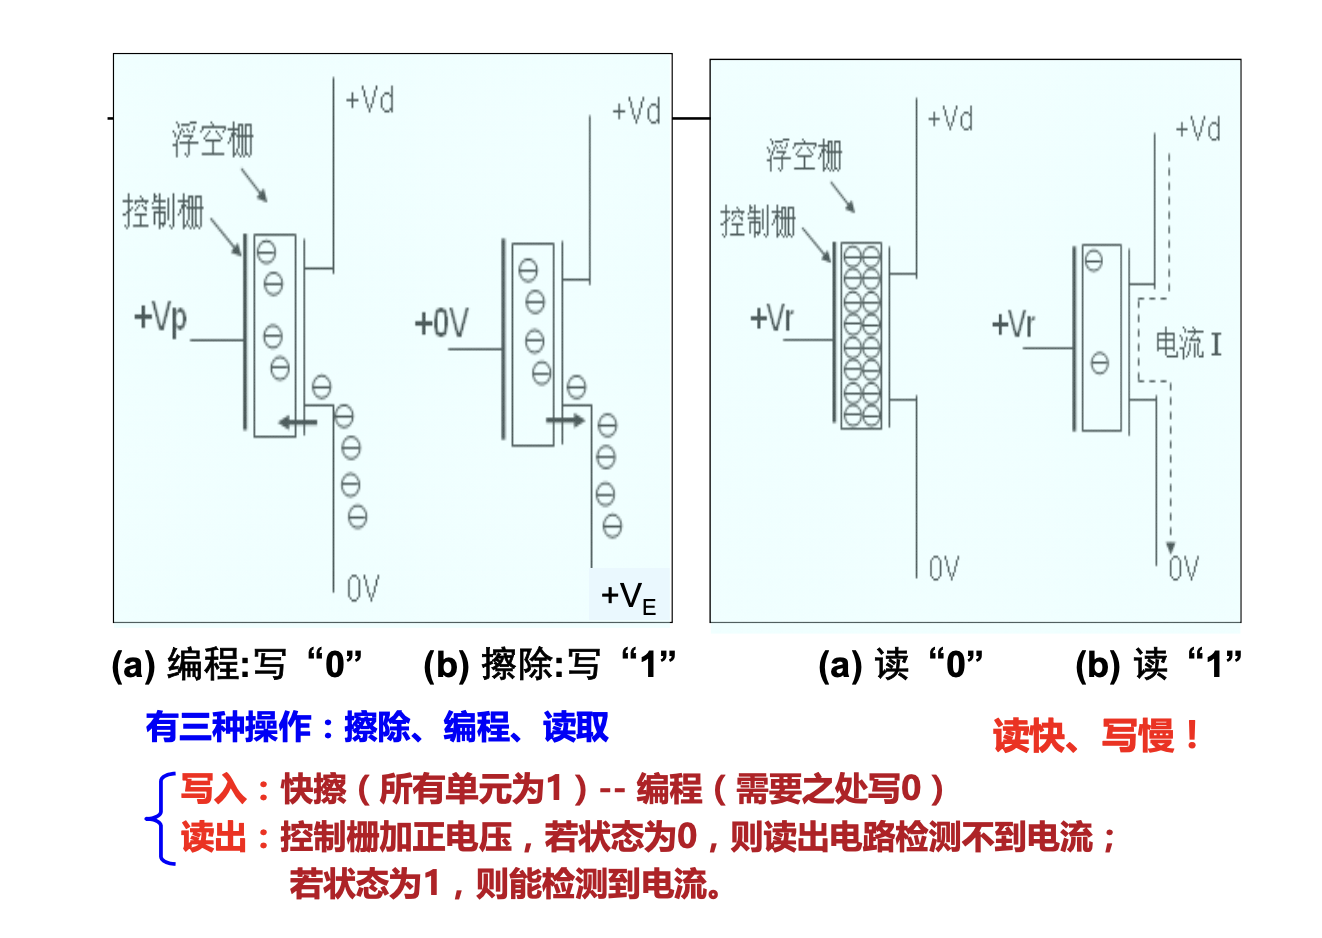 +Vd
浮空栅
控制栅
+Vp
0V
+Vd
+0V
+VE
+Vd
浮空栅
控制栅
+Vr
0V
+Vd
+Vr
电流 I
0V
(a) 编程:写“0”
(b) 擦除:写“1”
(a) 读“0”
(b) 读“1”
有三种操作：擦除、编程、读取
读快、写慢！
写入：快擦（所有单元为1）-- 编程（需要之处写0）
读出：控制栅加正电压，若状态为0，则读出电路检测不到电流；
若状态为1，则能检测到电流。